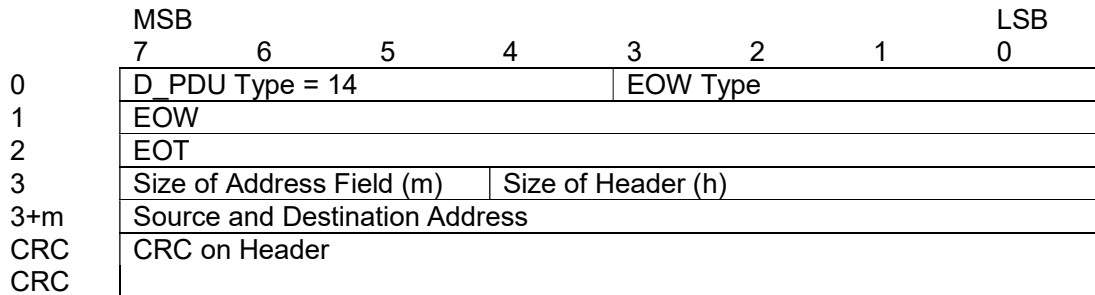 MSB LSB
7 6 5 4 3 2 1 0
0 D_PDU Type = 14 EOW Type
1 EOW
2 EOT
3 Size of Address Field (m) Size of Header (h)
3+m Source and Destination Address
CRC CRC on Header
CRC